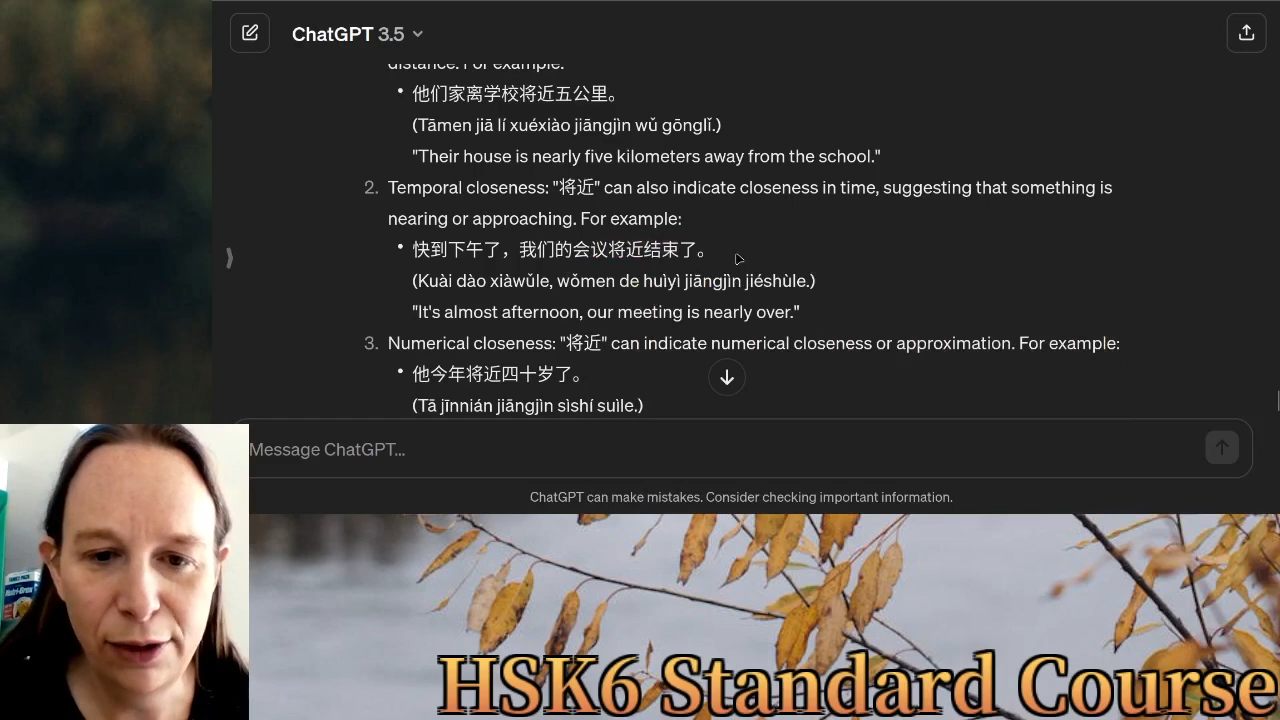 ChatGPT 3.5
distance. For example:
• 他们家离学校将近五公里。
(Tāmen jiā lí xuéxiào jiāngjìn wǔ gōnglǐ.)
"Their house is nearly five kilometers away from the school."
2. Temporal closeness: "将近" can also indicate closeness in time, suggesting that something is
nearing or approaching. For example:
• 快到下午了，我们的会议将近结束了。
(Kuài dào xiàwǔle, wǒmen de huìyì jiāngjìn jiéshùle.)
"It's almost afternoon, our meeting is nearly over."
3. Numerical closeness: "将近" can indicate numerical closeness or approximation. For example:
• 他今年将近四十岁了。
(Tā jīnnián jiāngjìn sìshí suìle.)
Message ChatGPT...
ChatGPT can make mistakes. Consider checking important information.
HSK6 Standard Course